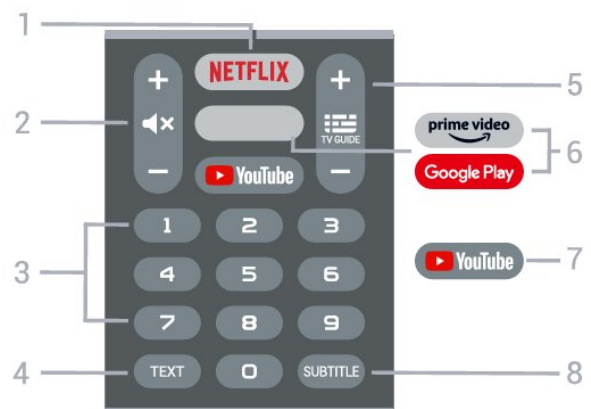 1
NETFLIX
+ +
2
5
TV GUIDE
prime video
6
- -
YouTube
Google Play
3
1 2 3
4 5 6
YouTube
7
7 8 9
4
TEXT 0 SUBTITLE
8